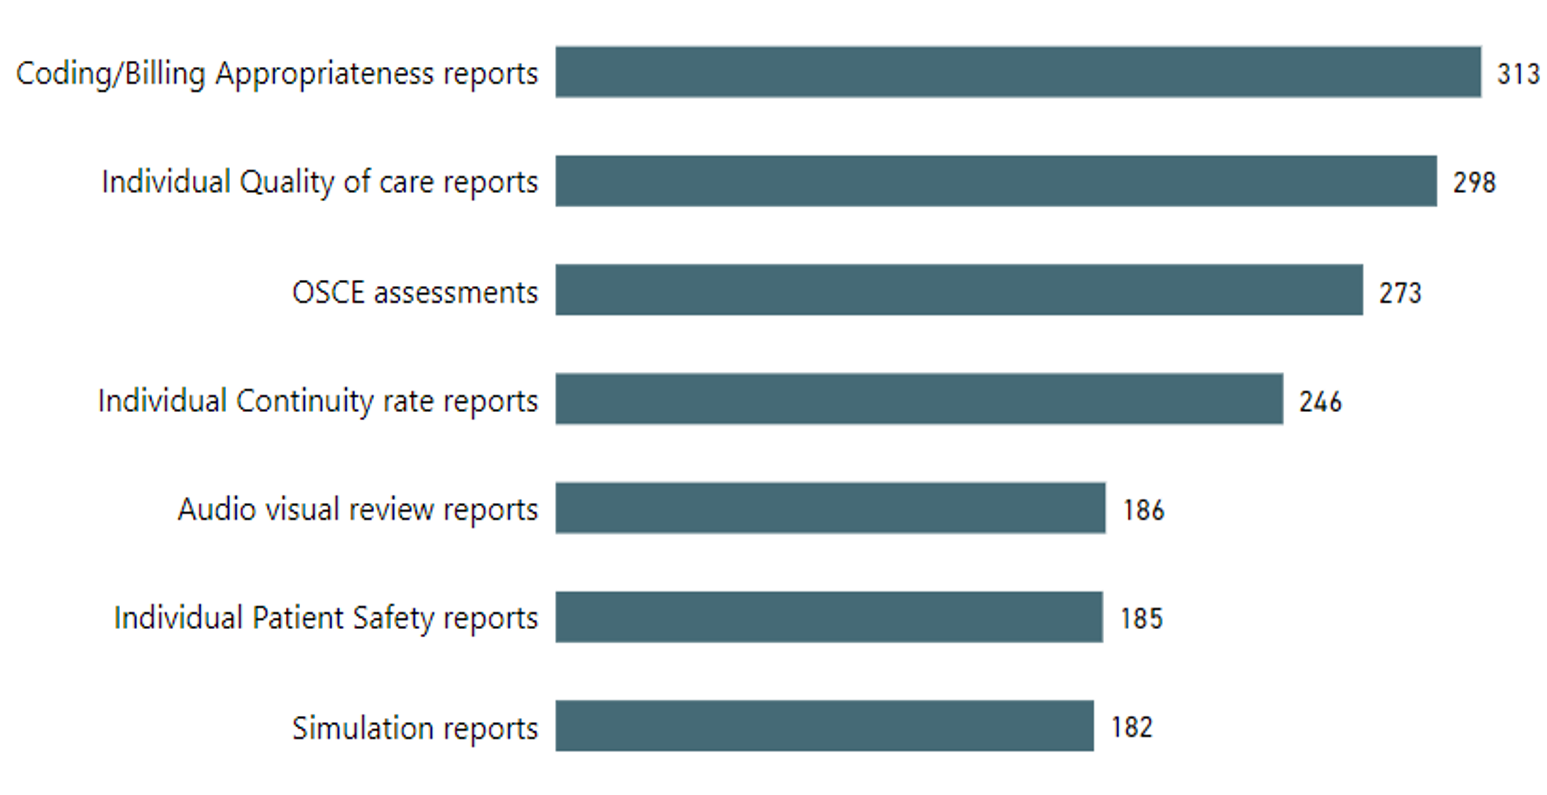 Coding/Billing Appropriateness reports 313
Individual Quality of care reports 298
OSCE assessments 273
Individual Continuity rate reports 246
Audio visual review reports 186
Individual Patient Safety reports 185
Simulation reports 182